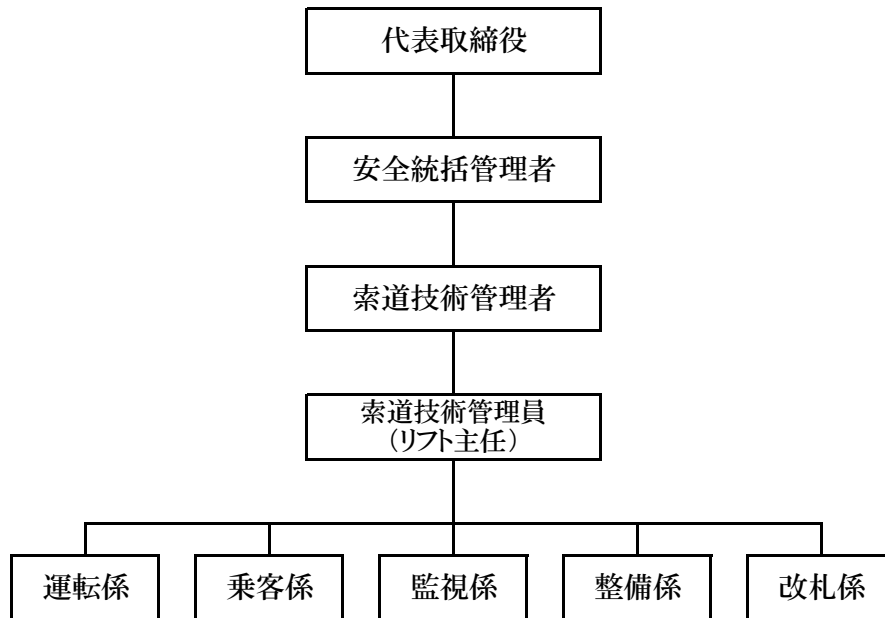 代表取締役
安全統括管理者
索道技術管理者
索道技術管理員
（リフト主任）
運転係
乗客係
監視係
整備係
改札係